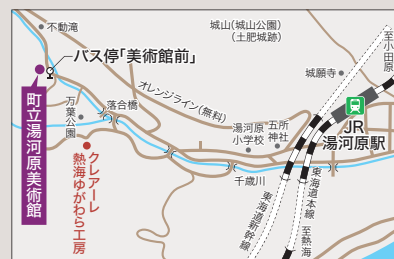 不動滝
バス停「美術館前」
町立湯河原美術館
万葉公園
落合橋
クレアーレ
熱海ゆがわら工房
オレンジライン(無料)
城山(城山公園)
(土肥城跡)
城願寺
至小田原
JR
湯河原駅
湯河原
小学校
五所
神社
千歳川
東海道新幹線
東海道本線
至熱海